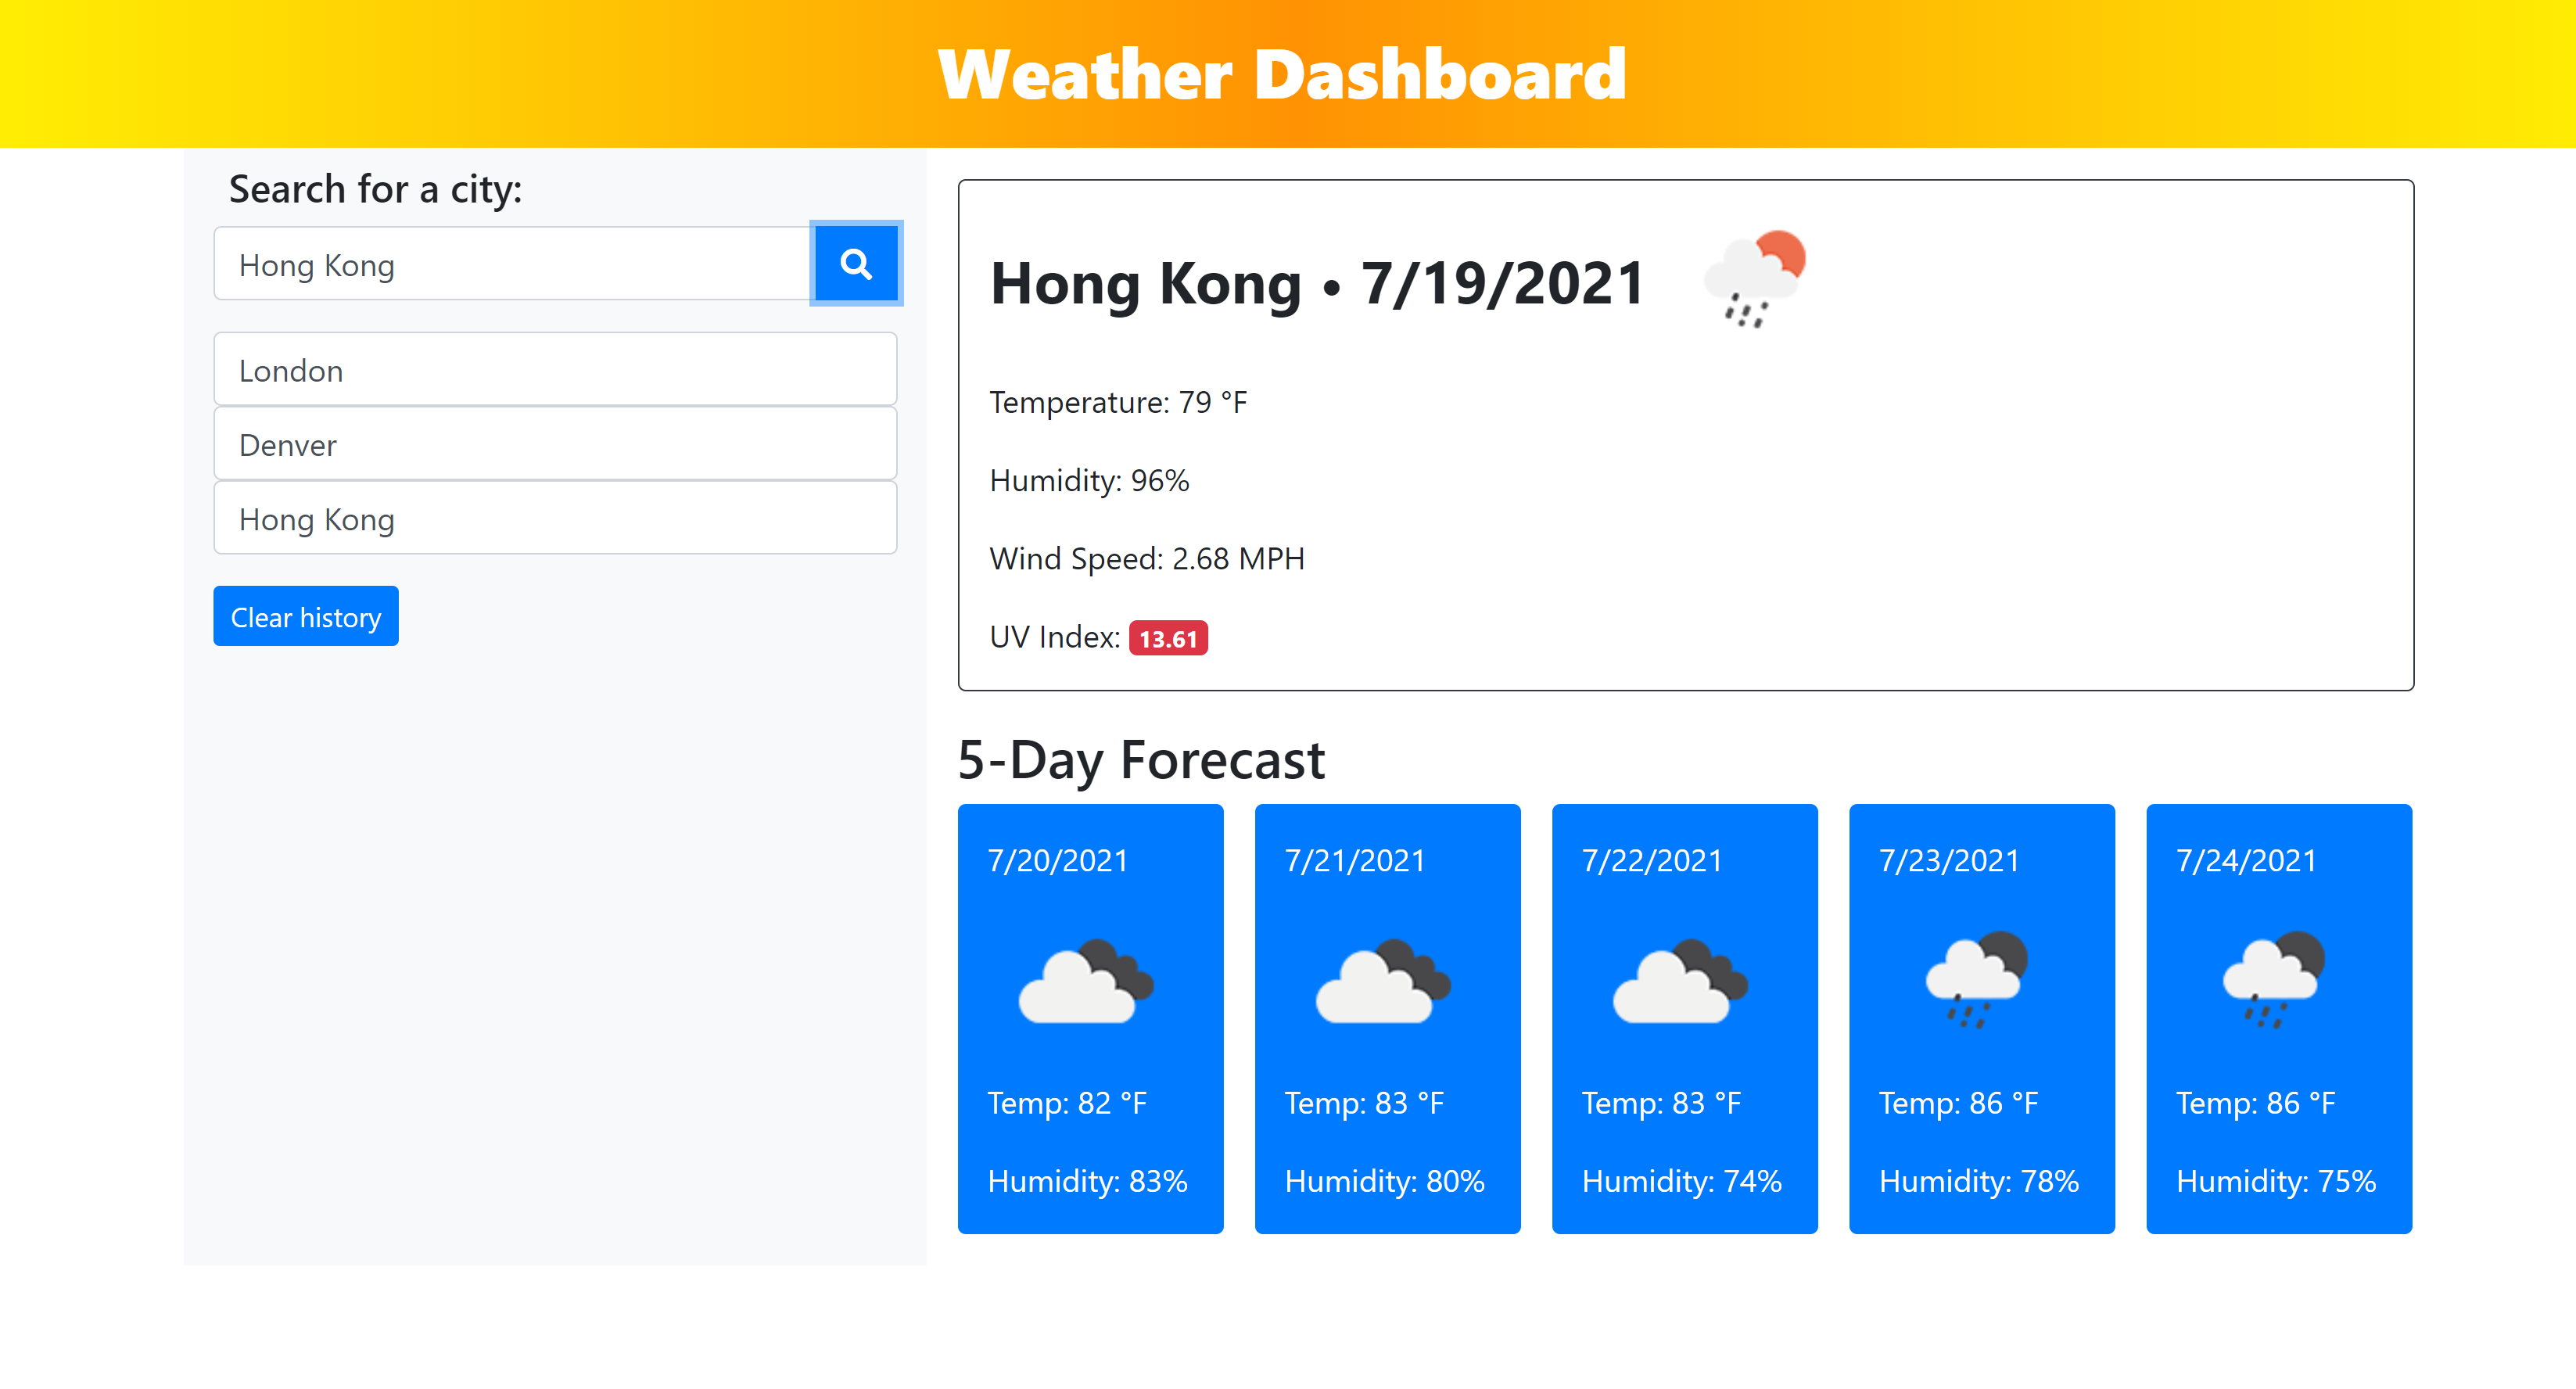 Weather Dashboard
Search for a city:
Hong Kong
London
Denver
Hong Kong
Clear history
Hong Kong • 7/19/2021
Temperature: 79 °F
Humidity: 96%
Wind Speed: 2.68 MPH
UV Index: 13.61
5-Day Forecast
7/20/2021
Temp: 82 °F
Humidity: 83%
7/21/2021
Temp: 83 °F
Humidity: 80%
7/22/2021
Temp: 83 °F
Humidity: 74%
7/23/2021
Temp: 86 °F
Humidity: 78%
7/24/2021
Temp: 86 °F
Humidity: 75%